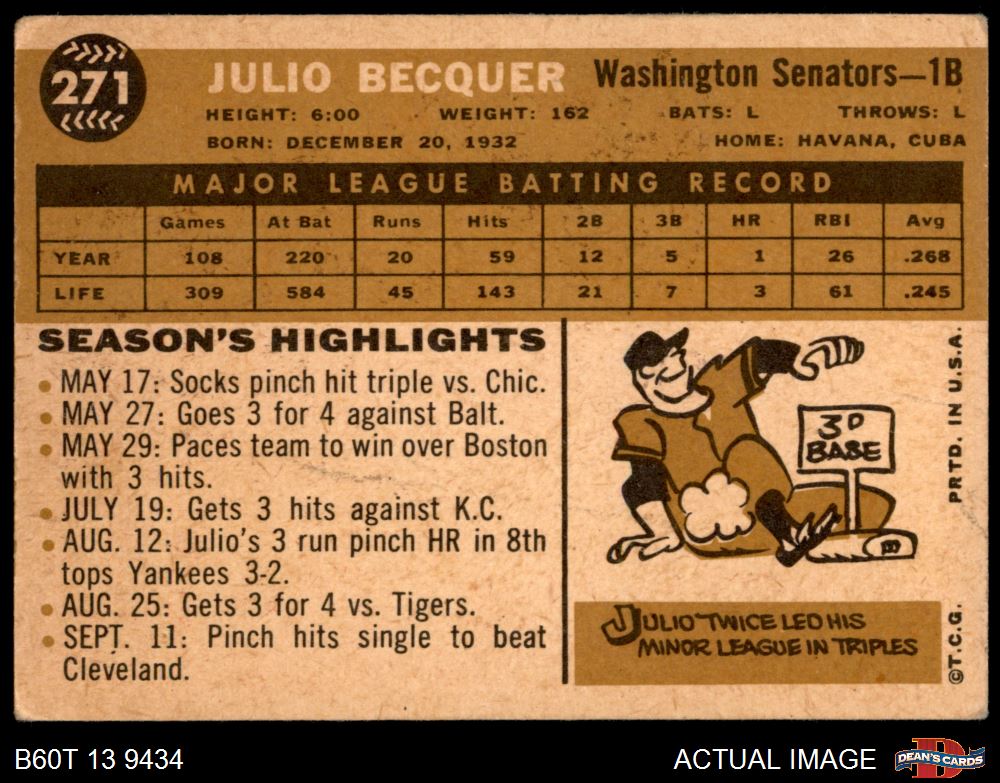 271
JULIO BECQUER Washington Senators—1B
HEIGHT: 6:00 WEIGHT: 162 BATS: L THROWS: L
BORN: DECEMBER 20, 1932 HOME: HAVANA, CUBA
MAJOR LEAGUE BATTING RECORD
Games At Bat Runs Hits 2B 3B HR RBI Avg
YEAR 108 220 20 59 12 5 1 26 .268
LIFE 309 584 45 143 21 7 3 61 .245
SEASON'S HIGHLIGHTS
• MAY 17: Socks pinch hit triple vs. Chic.
• MAY 27: Goes 3 for 4 against Balt.
• MAY 29: Paces team to win over Boston
with 3 hits.
• JULY 19: Gets 3 hits against K.C.
• AUG. 12: Julio's 3 run pinch HR in 8th
tops Yankees 3-2.
• AUG. 25: Gets 3 for 4 vs. Tigers.
• SEPT. 11: Pinch hits single to beat
Cleveland.
3D
BASE
JULIO TWICE LED HIS
MINOR LEAGUE IN TRIPLES
PRTD. IN U.S.A.
©T.C.G.
B60T 13 9434 ACTUAL IMAGE
DEAN'S CARDS